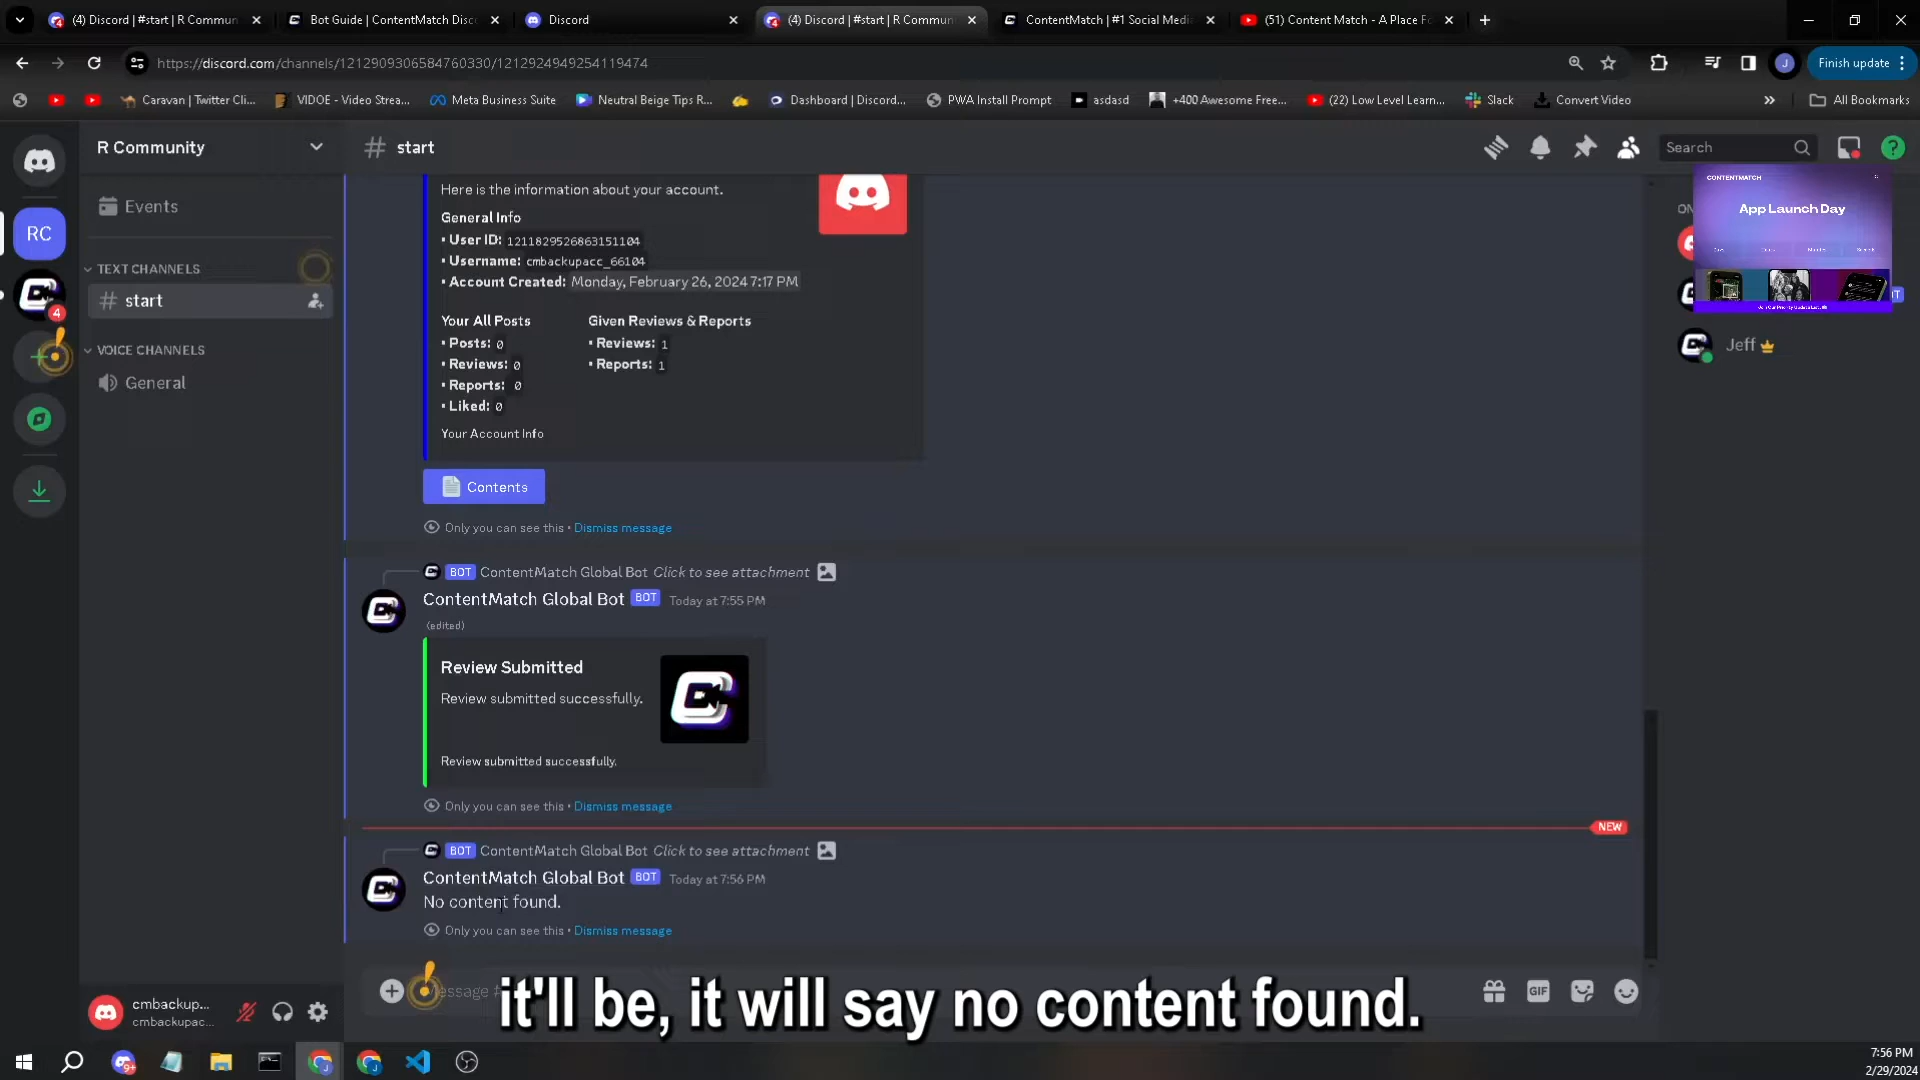 (4) Discord | #start | R Commun
Bot Guide | ContentMatch Disc
Discord
(4) Discord | #start | R Commun
ContentMatch | #1 Social Medi
(51) Content Match - A Place F
https://discord.com/channels/1212909306584760330/1212924949254119474
J
Finish update
Caravan | Twitter Cli...
VIDOE - Video Strea...
Meta Business Suite
Neutral Beige Tips R...
Dashboard | Discord...
PWA Install Prompt
asdasd
+400 Awesome Free...
(22) Low Level Learn...
Slack
Convert Video
All Bookmarks
R Community
# start
Search
Events
RC
TEXT CHANNELS
# start
4
VOICE CHANNELS
General
Here is the information about your account.
General Info
• User ID: 1211829526863151104
• Username: cmbackupacc_66104
• Account Created: Monday, February 26, 2024 7:17 PM
Your All Posts
Given Reviews & Reports
• Posts: 0
• Reviews: 1
• Reviews: 0
• Reports: 1
• Reports: 0
• Liked: 0
Your Account Info
Contents
Only you can see this • Dismiss message
BOT ContentMatch Global Bot Click to see attachment
ContentMatch Global Bot BOT Today at 7:55 PM
(edited)
Review Submitted
Review submitted successfully.
Review submitted successfully.
Only you can see this • Dismiss message
NEW
BOT ContentMatch Global Bot Click to see attachment
ContentMatch Global Bot BOT Today at 7:56 PM
No content found.
Only you can see this • Dismiss message
CONTENTMATCH
App Launch Day
ON
Jeff
cmbackup...
cmbackupac...
Message #
GIF
it'll be, it will say no content found.
9+
7:56 PM
2/29/2024